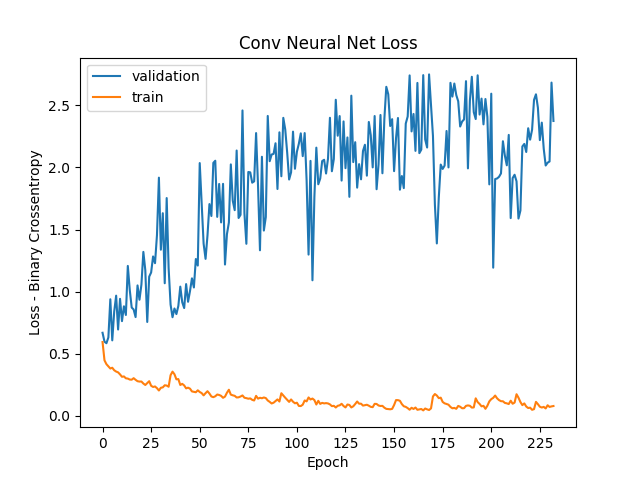 Conv Neural Net Loss
validation
train
Loss - Binary Crossentropy
2.5
2.0
1.5
1.0
0.5
0.0
0 25 50 75 100 125 150 175 200 225
Epoch